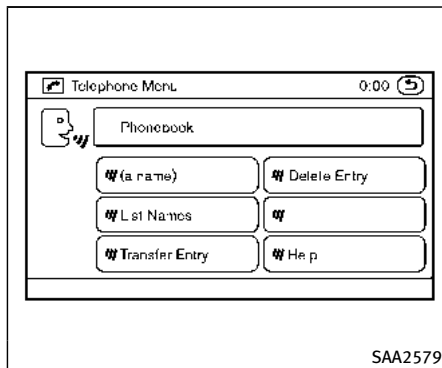 Telephone Menu 0:00
Phonebook
(a name) Delete Entry
List Names
Transfer Entry Help
SAA2579